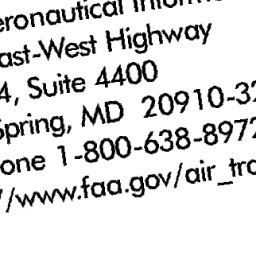 eronautical Inform
ast-West Highway
4, Suite 4400
Spring, MD 20910-32
one 1-800-638-8972
//www.faa.gov/air_tra